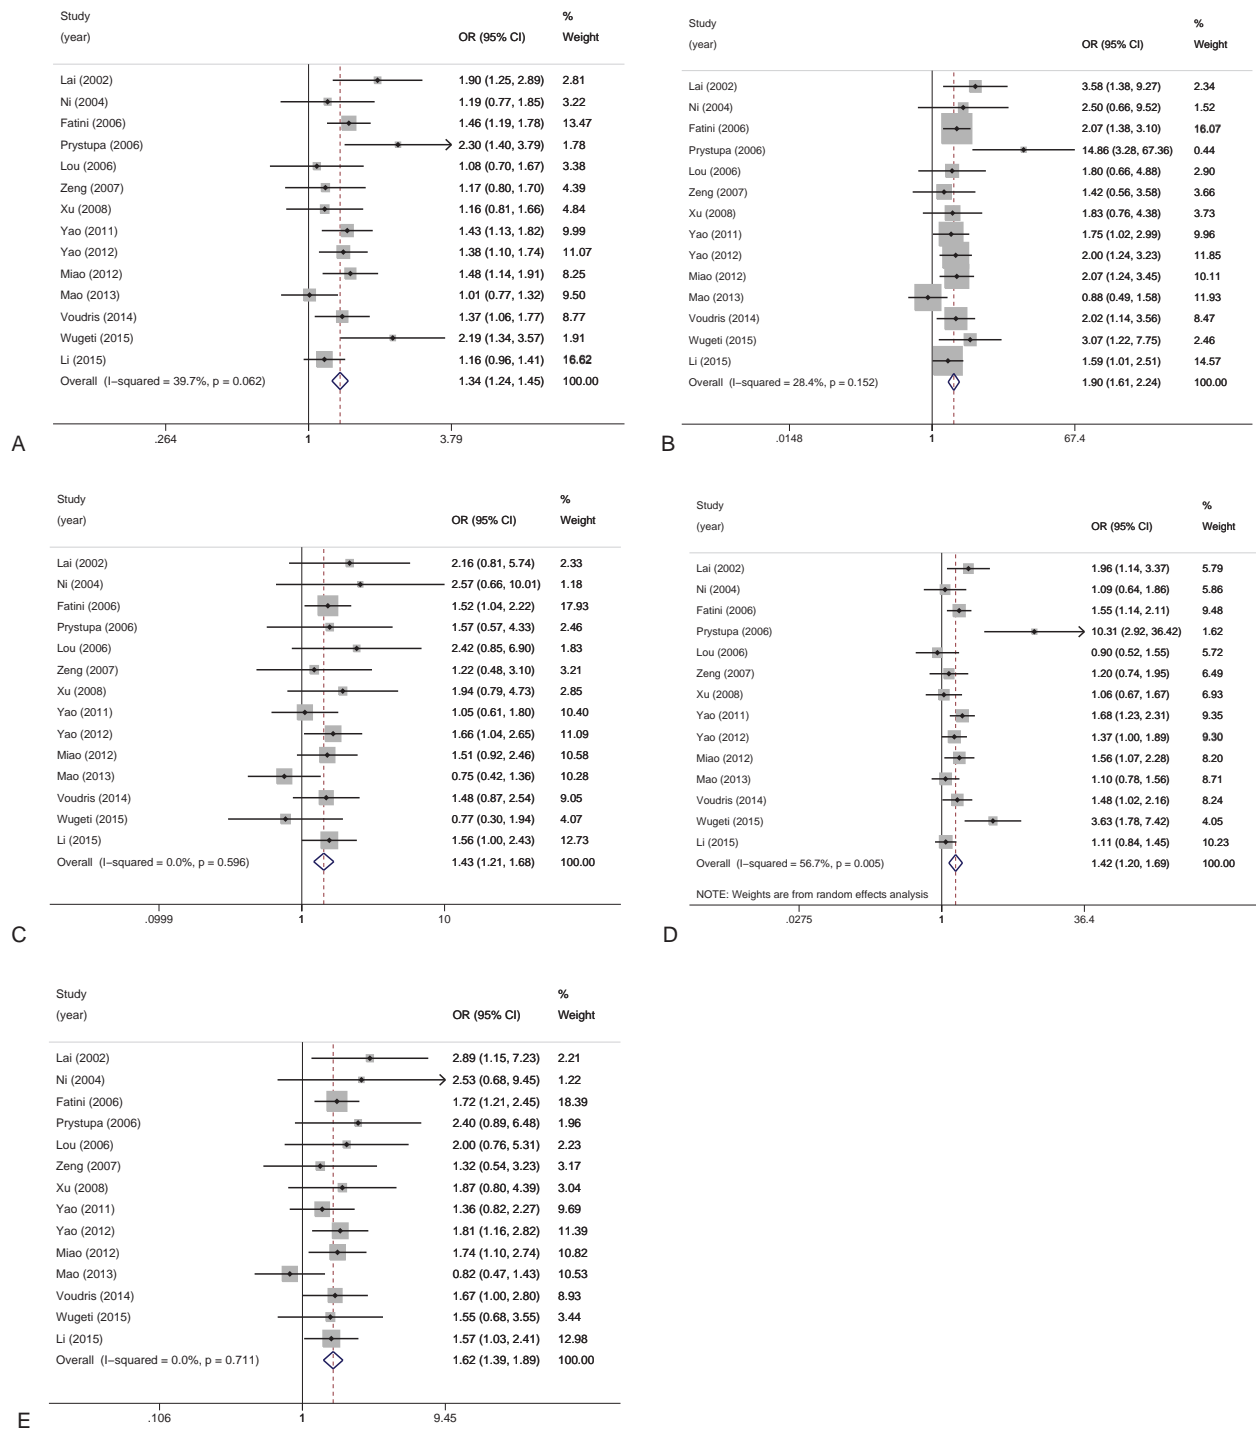 Study %
(year) OR (95% CI) Weight
Lai (2002) 1.90 (1.25, 2.89) 2.81
Ni (2004) 1.19 (0.77, 1.85) 3.22
Fatini (2006) 1.46 (1.19, 1.78) 13.47
Prystupa (2006) 2.30 (1.40, 3.79) 1.78
Lou (2006) 1.08 (0.70, 1.67) 3.38
Zeng (2007) 1.17 (0.80, 1.70) 4.39
Xu (2008) 1.16 (0.81, 1.66) 4.84
Yao (2011) 1.43 (1.13, 1.82) 9.99
Yao (2012) 1.38 (1.10, 1.74) 11.07
Miao (2012) 1.48 (1.14, 1.91) 8.25
Mao (2013) 1.01 (0.77, 1.32) 9.50
Voudris (2014) 1.37 (1.06, 1.77) 8.77
Wugeti (2015) 2.19 (1.34, 3.57) 1.91
Li (2015) 1.16 (0.96, 1.41) 16.62
Overall (I−squared = 39.7%, p = 0.062) 1.34 (1.24, 1.45) 100.00
.264 1 3.79
A
Study %
(year) OR (95% CI) Weight
Lai (2002) 3.58 (1.38, 9.27) 2.34
Ni (2004) 2.50 (0.66, 9.52) 1.52
Fatini (2006) 2.07 (1.38, 3.10) 16.07
Prystupa (2006) 14.86 (3.28, 67.36) 0.44
Lou (2006) 1.80 (0.66, 4.88) 2.90
Zeng (2007) 1.42 (0.56, 3.58) 3.66
Xu (2008) 1.83 (0.76, 4.38) 3.73
Yao (2011) 1.75 (1.02, 2.99) 9.96
Yao (2012) 2.00 (1.24, 3.23) 11.85
Miao (2012) 2.07 (1.24, 3.45) 10.11
Mao (2013) 0.88 (0.49, 1.58) 11.93
Voudris (2014) 2.02 (1.14, 3.56) 8.47
Wugeti (2015) 3.07 (1.22, 7.75) 2.46
Li (2015) 1.59 (1.01, 2.51) 14.57
Overall (I−squared = 28.4%, p = 0.152) 1.90 (1.61, 2.24) 100.00
.0148 1 67.4
B
Study %
(year) OR (95% CI) Weight
Lai (2002) 2.16 (0.81, 5.74) 2.33
Ni (2004) 2.57 (0.66, 10.01) 1.18
Fatini (2006) 1.52 (1.04, 2.22) 17.93
Prystupa (2006) 1.57 (0.57, 4.33) 2.46
Lou (2006) 2.42 (0.85, 6.90) 1.83
Zeng (2007) 1.22 (0.48, 3.10) 3.21
Xu (2008) 1.94 (0.79, 4.73) 2.85
Yao (2011) 1.05 (0.61, 1.80) 10.40
Yao (2012) 1.66 (1.04, 2.65) 11.09
Miao (2012) 1.51 (0.92, 2.46) 10.58
Mao (2013) 0.75 (0.42, 1.36) 10.28
Voudris (2014) 1.48 (0.87, 2.54) 9.05
Wugeti (2015) 0.77 (0.30, 1.94) 4.07
Li (2015) 1.56 (1.00, 2.43) 12.73
Overall (I−squared = 0.0%, p = 0.596) 1.43 (1.21, 1.68) 100.00
.0999 1 10
C
Study %
(year) OR (95% CI) Weight
Lai (2002) 1.96 (1.14, 3.37) 5.79
Ni (2004) 1.09 (0.64, 1.86) 5.86
Fatini (2006) 1.55 (1.14, 2.11) 9.48
Prystupa (2006) 10.31 (2.92, 36.42) 1.62
Lou (2006) 0.90 (0.52, 1.55) 5.72
Zeng (2007) 1.20 (0.74, 1.95) 6.49
Xu (2008) 1.06 (0.67, 1.67) 6.93
Yao (2011) 1.68 (1.23, 2.31) 9.35
Yao (2012) 1.37 (1.00, 1.89) 9.30
Miao (2012) 1.56 (1.07, 2.28) 8.20
Mao (2013) 1.10 (0.78, 1.56) 8.71
Voudris (2014) 1.48 (1.02, 2.16) 8.24
Wugeti (2015) 3.63 (1.78, 7.42) 4.05
Li (2015) 1.11 (0.84, 1.45) 10.23
Overall (I−squared = 56.7%, p = 0.005) 1.42 (1.20, 1.69) 100.00
NOTE: Weights are from random effects analysis
.0275 1 36.4
D
Study %
(year) OR (95% CI) Weight
Lai (2002) 2.89 (1.15, 7.23) 2.21
Ni (2004) 2.53 (0.68, 9.45) 1.22
Fatini (2006) 1.72 (1.21, 2.45) 18.39
Prystupa (2006) 2.40 (0.89, 6.48) 1.96
Lou (2006) 2.00 (0.76, 5.31) 2.23
Zeng (2007) 1.32 (0.54, 3.23) 3.17
Xu (2008) 1.87 (0.80, 4.39) 3.04
Yao (2011) 1.36 (0.82, 2.27) 9.69
Yao (2012) 1.81 (1.16, 2.82) 11.39
Miao (2012) 1.74 (1.10, 2.74) 10.82
Mao (2013) 0.82 (0.47, 1.43) 10.53
Voudris (2014) 1.67 (1.00, 2.80) 8.93
Wugeti (2015) 1.55 (0.68, 3.55) 3.44
Li (2015) 1.57 (1.03, 2.41) 12.98
Overall (I−squared = 0.0%, p = 0.711) 1.62 (1.39, 1.89) 100.00
.106 1 9.45
E